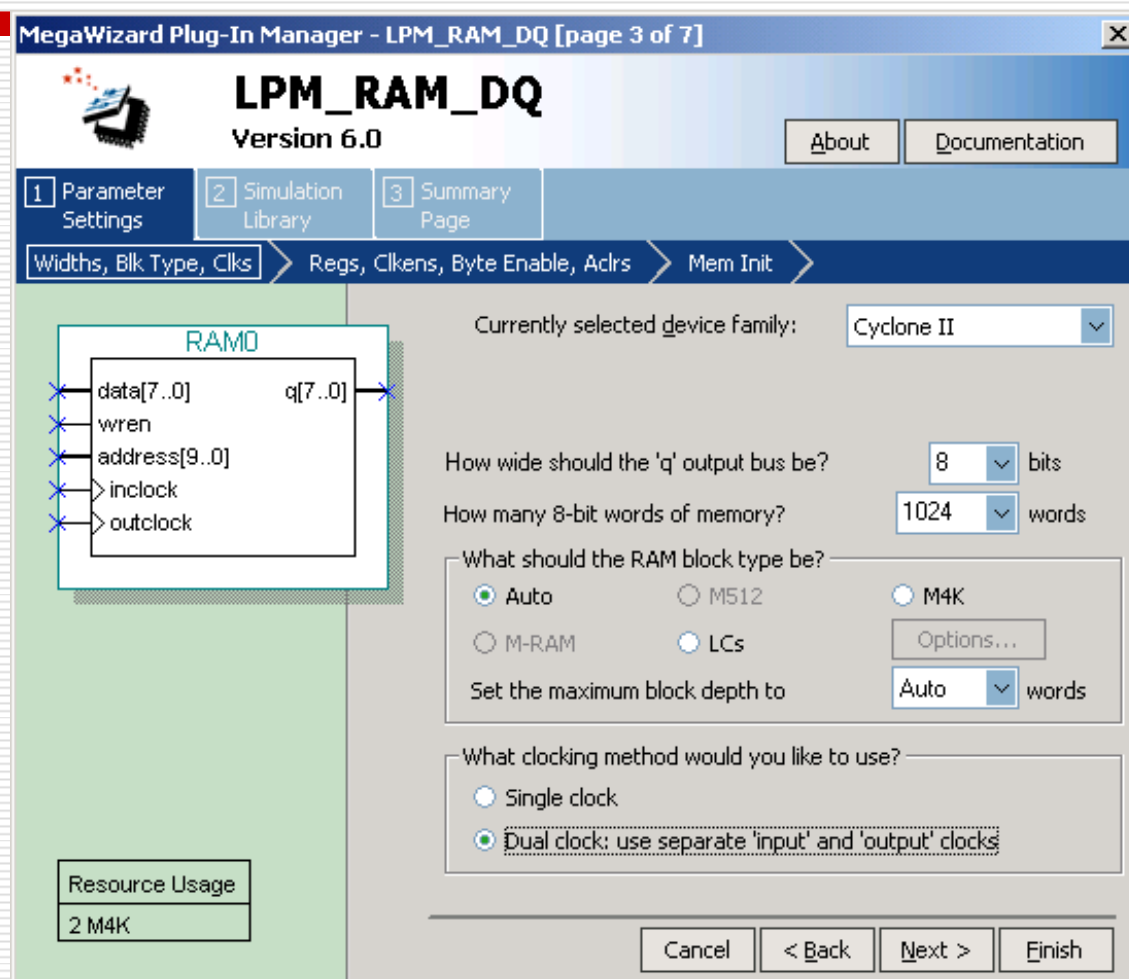 MegaWizard Plug-In Manager - LPM_RAM_DQ [page 3 of 7]
LPM_RAM_DQ
Version 6.0
About
Documentation
1 Parameter Settings
2 Simulation Library
3 Summary Page
Widths, Blk Type, Clks
Regs, Clkens, Byte Enable, Aclrs
Mem Init
RAM0
data[7..0] q[7..0]
wren
address[9..0]
inclock
outclock
Resource Usage
2 M4K
Currently selected device family: Cyclone II
How wide should the 'q' output bus be? 8 bits
How many 8-bit words of memory? 1024 words
What should the RAM block type be?
Auto M512 M4K
M-RAM LCs Options...
Set the maximum block depth to Auto words
What clocking method would you like to use?
Single clock
Dual clock: use separate 'input' and 'output' clocks
Cancel < Back Next > Finish